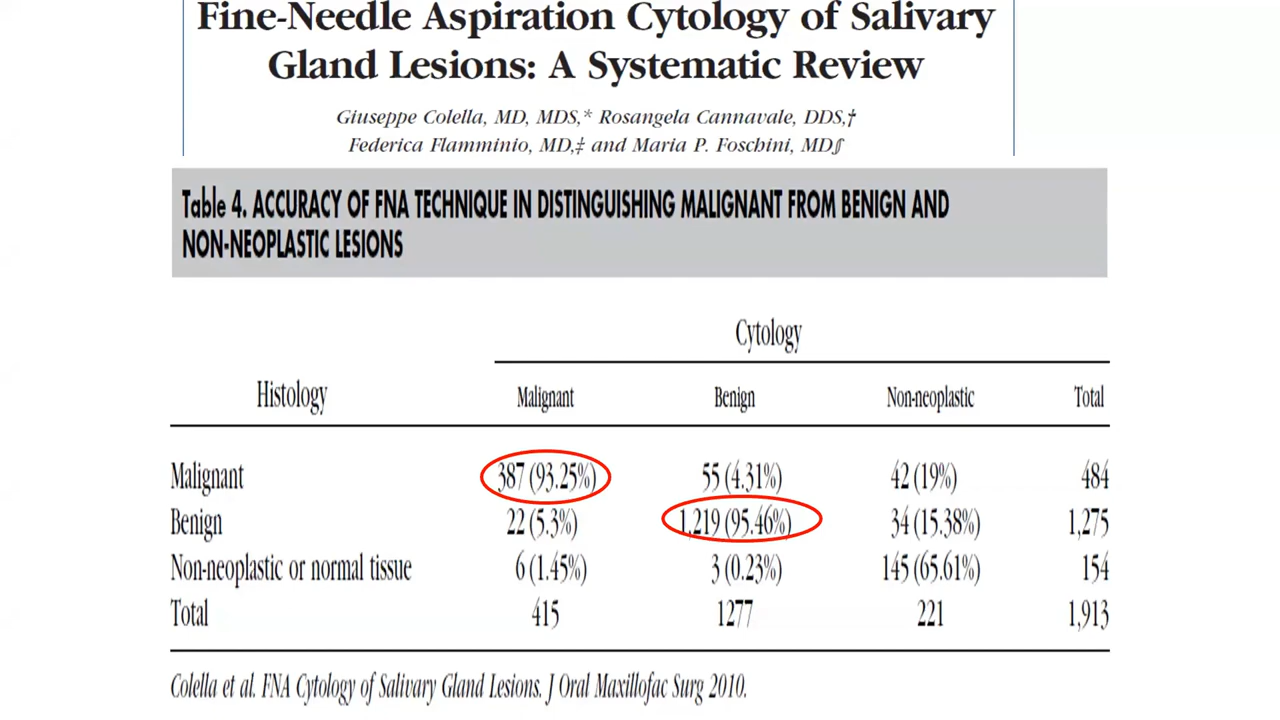 Fine-Needle Aspiration Cytology of Salivary
Gland Lesions: A Systematic Review
Giuseppe Colella, MD, MDS,* Rosangela Cannavale, DDS,†
Federica Flamminio, MD,‡ and Maria P. Foschini, MD∬
Table 4. ACCURACY OF FNA TECHNIQUE IN DISTINGUISHING MALIGNANT FROM BENIGN AND
NON-NEOPLASTIC LESIONS
Cytology
Histology Malignant Benign Non-neoplastic Total
Malignant 387 (93.25%) 55 (4.31%) 42 (19%) 484
Benign 22 (5.3%) 1,219 (95.46%) 34 (15.38%) 1,275
Non-neoplastic or normal tissue 6 (1.45%) 3 (0.23%) 145 (65.61%) 154
Total 415 1277 221 1,913
Colella et al. FNA Cytology of Salivary Gland Lesions. J Oral Maxillofac Surg 2010.